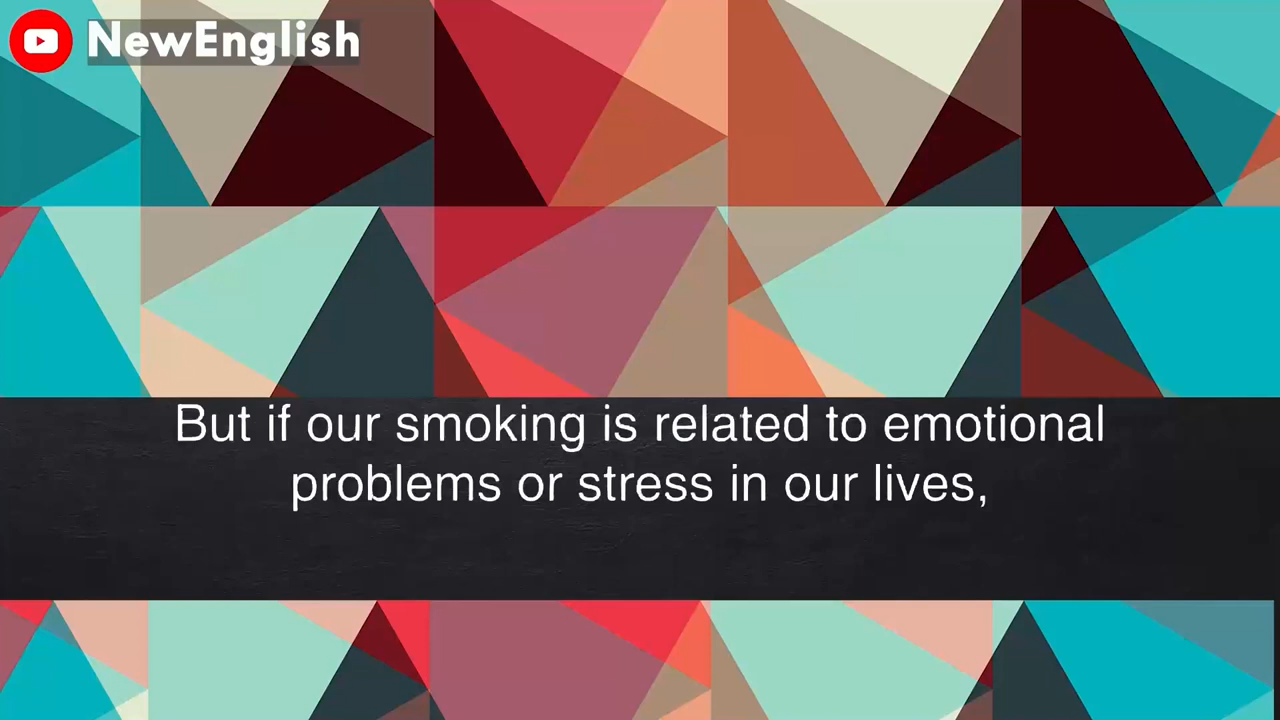 NewEnglish
But if our smoking is related to emotional
problems or stress in our lives,